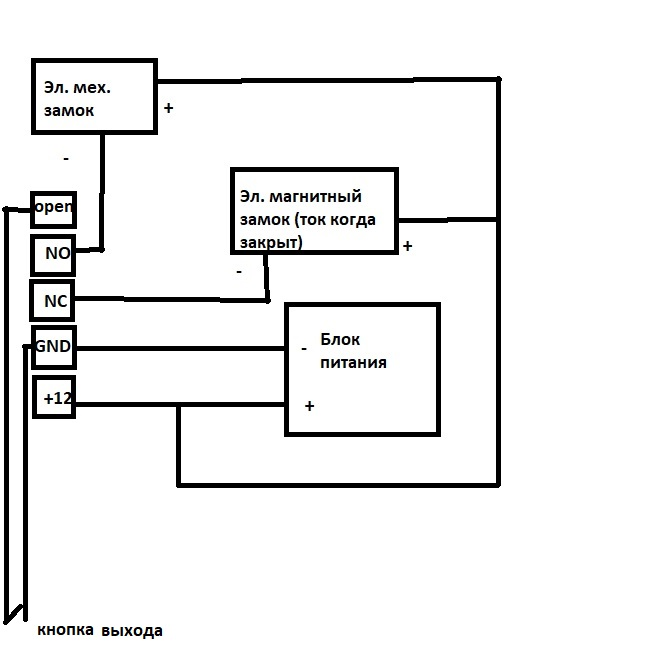 Эл. мех.
замок
+
-
open
Эл. магнитный
замок (ток когда
закрыт)
+
NO
-
NC
GND
- Блок
питания
+12
+
кнопка выхода